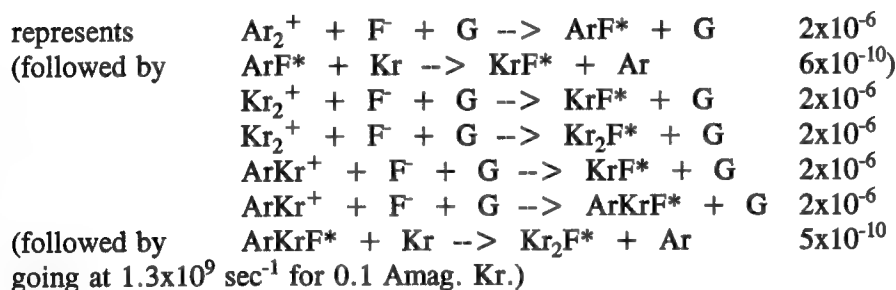 represents Ar₂⁺ + F⁻ + G --> ArF* + G 2x10⁻⁶
(followed by ArF* + Kr --> KrF* + Ar 6x10⁻¹⁰)
Kr₂⁺ + F⁻ + G --> KrF* + G 2x10⁻⁶
Kr₂⁺ + F⁻ + G --> Kr₂F* + G 2x10⁻⁶
ArKr⁺ + F⁻ + G --> KrF* + G 2x10⁻⁶
ArKr⁺ + F⁻ + G --> ArKrF* + G 2x10⁻⁶
(followed by ArKrF* + Kr --> Kr₂F* + Ar 5x10⁻¹⁰
going at 1.3x10⁹ sec⁻¹ for 0.1 Amag. Kr.)